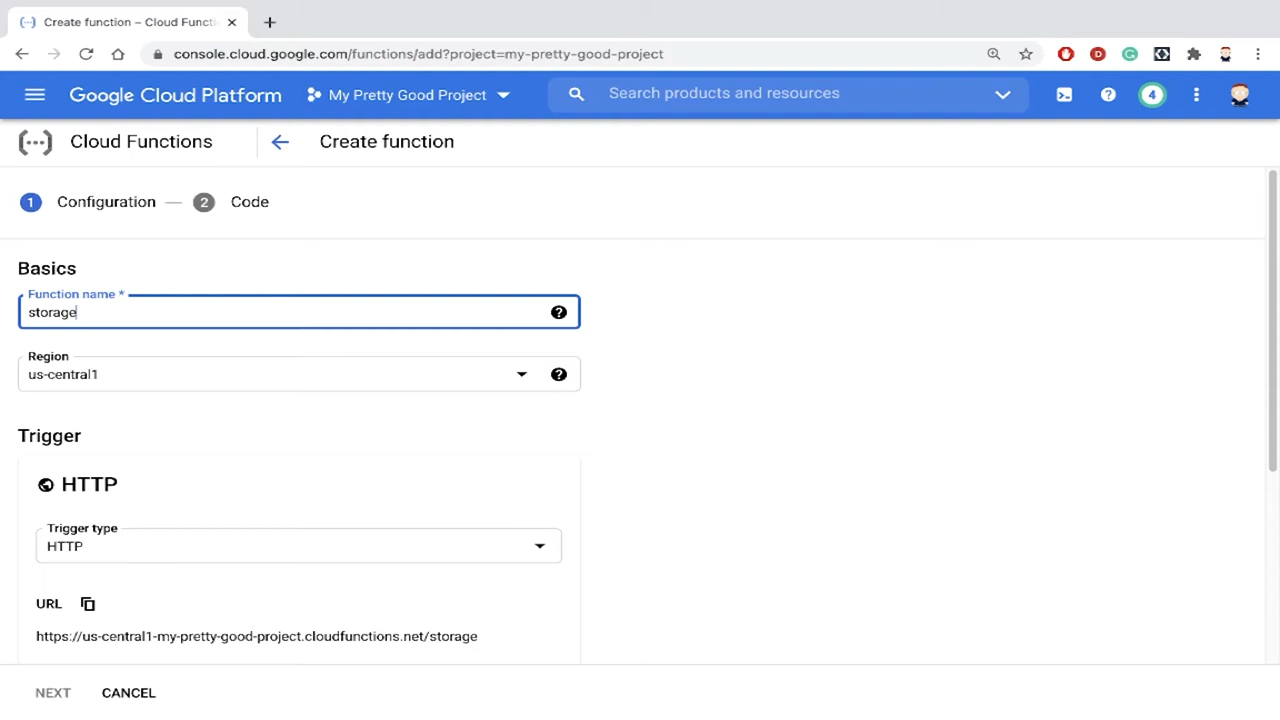 Create function – Cloud Functi
console.cloud.google.com/functions/add?project=my-pretty-good-project
Google Cloud Platform My Pretty Good Project Search products and resources 4
Cloud Functions Create function
1 Configuration — 2 Code
Basics
Function name *
storage
Region
us-central1
Trigger
HTTP
Trigger type
HTTP
URL
https://us-central1-my-pretty-good-project.cloudfunctions.net/storage
NEXT CANCEL